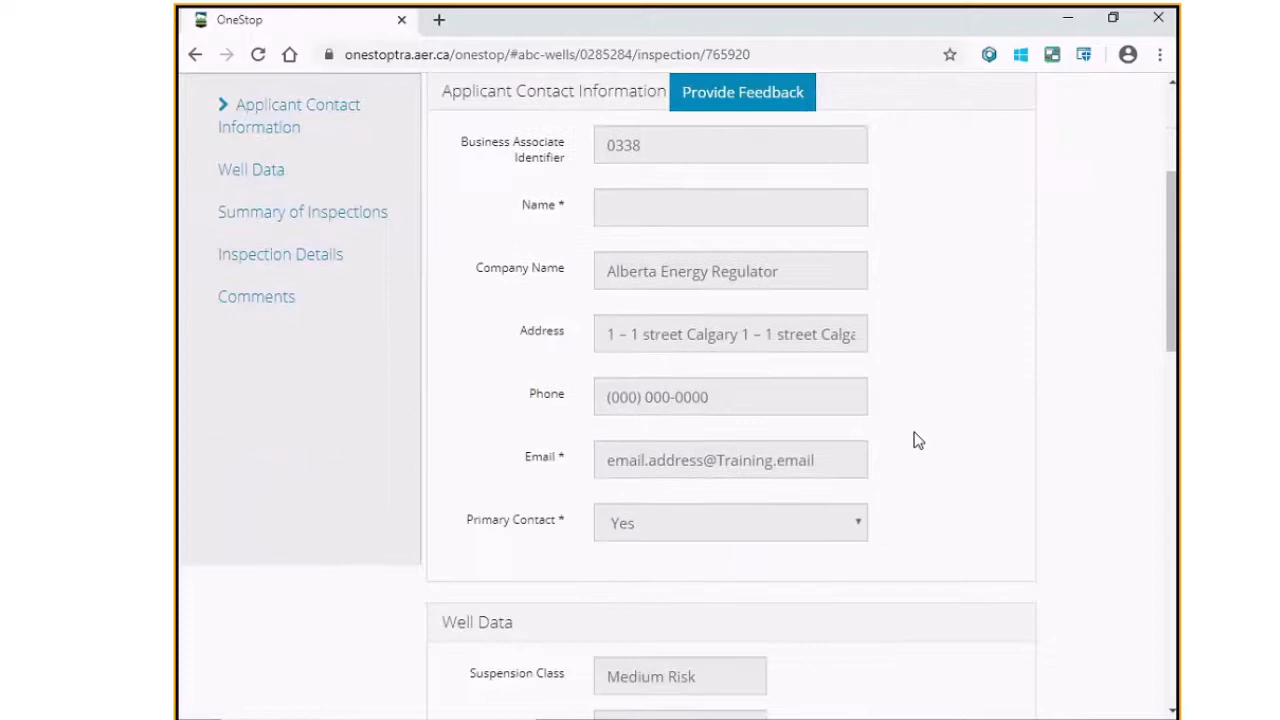 OneStop
onestoptra.aer.ca/onestop/#abc-wells/0285284/inspection/765920
Applicant Contact
Information
Well Data
Summary of Inspections
Inspection Details
Comments
Applicant Contact Information
Provide Feedback
Business Associate
Identifier
0338
Name *
Company Name
Alberta Energy Regulator
Address
1 – 1 street Calgary 1 – 1 street Calga
Phone
(000) 000-0000
Email *
email.address@Training.email
Primary Contact *
Yes
Well Data
Suspension Class
Medium Risk